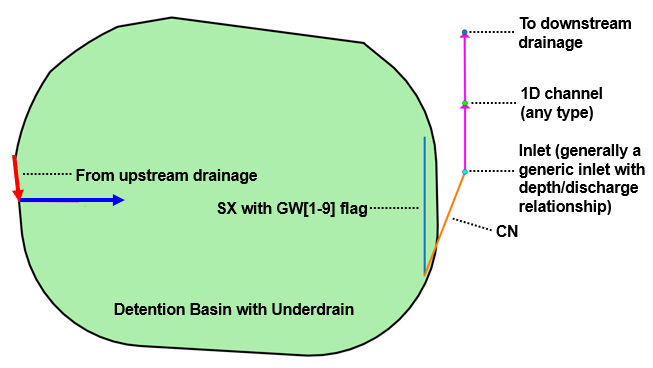 To downstream
drainage
1D channel
(any type)
Inlet (generally a
generic inlet with
depth/discharge
relationship)
From upstream drainage
SX with GW[1-9] flag
CN
Detention Basin with Underdrain